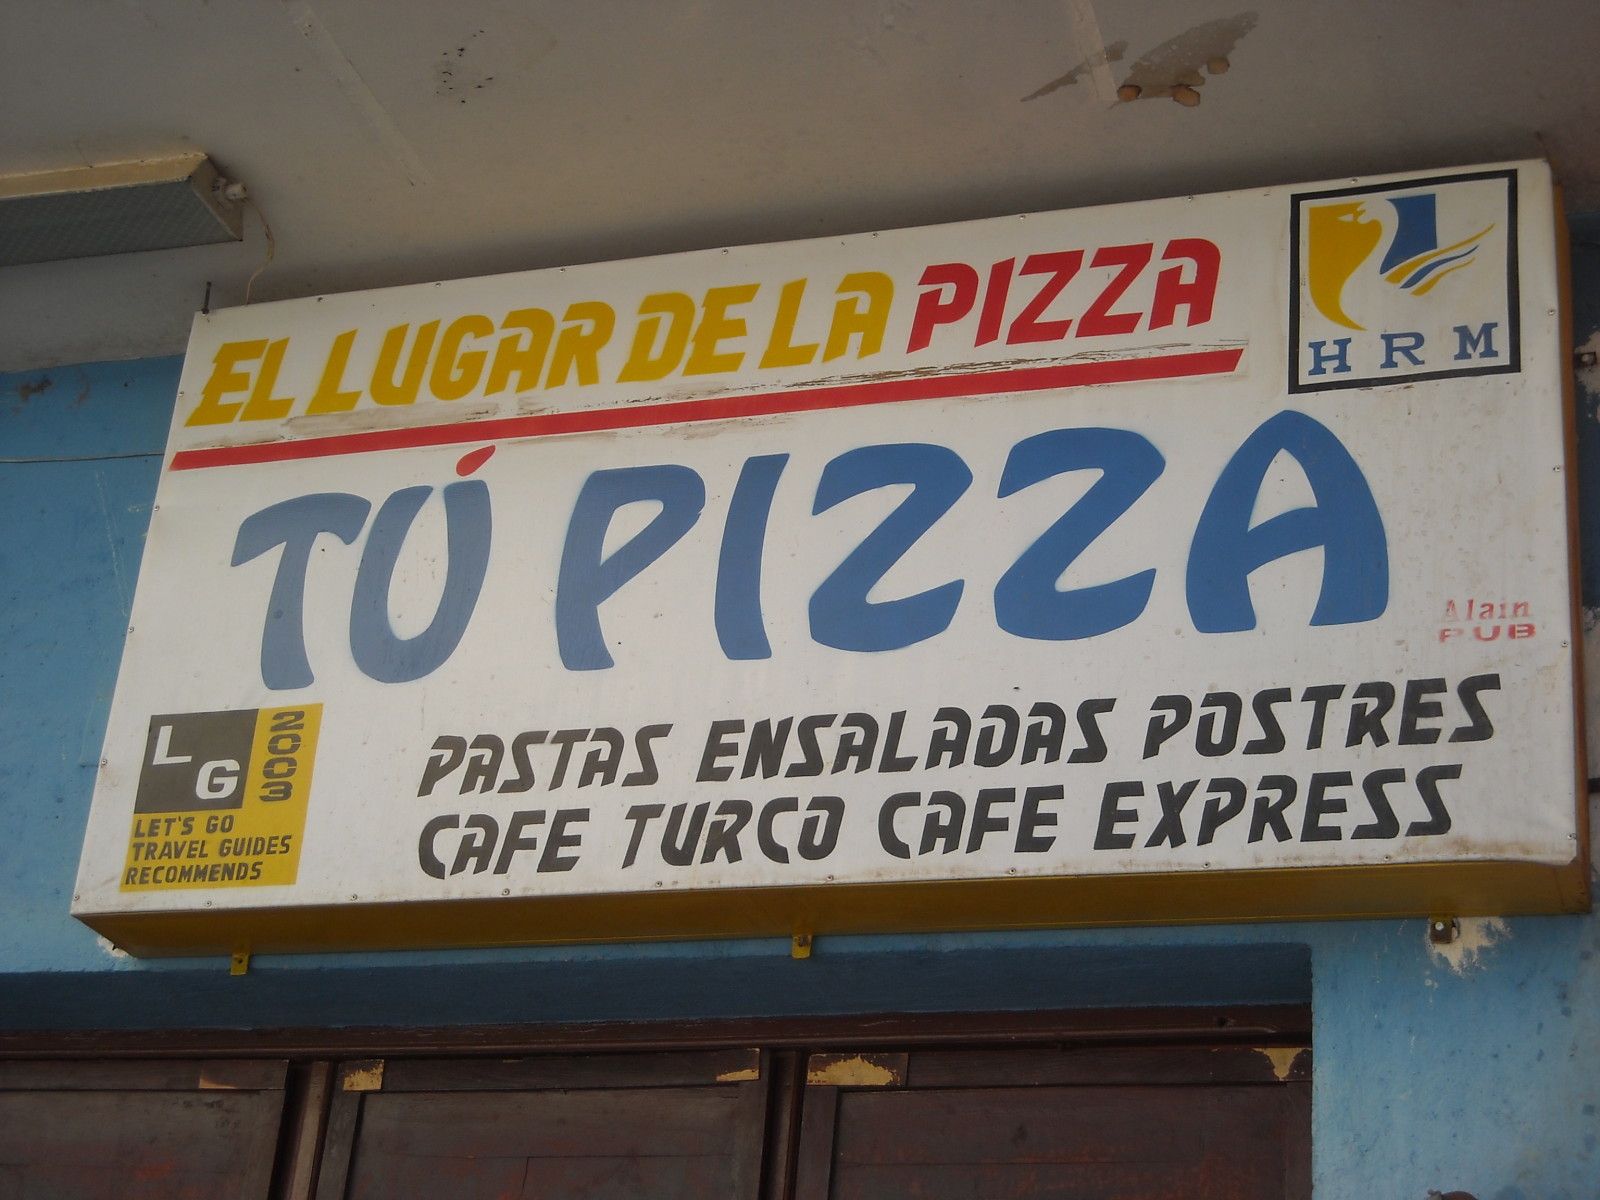 EL LUGAR DE LA PIZZA
HRM
TÚ PIZZA
Alain
PUB
PASTAS ENSALADAS POSTRES
CAFE TURCO CAFE EXPRESS
LG
2003
LET'S GO
TRAVEL GUIDES
RECOMMENDS